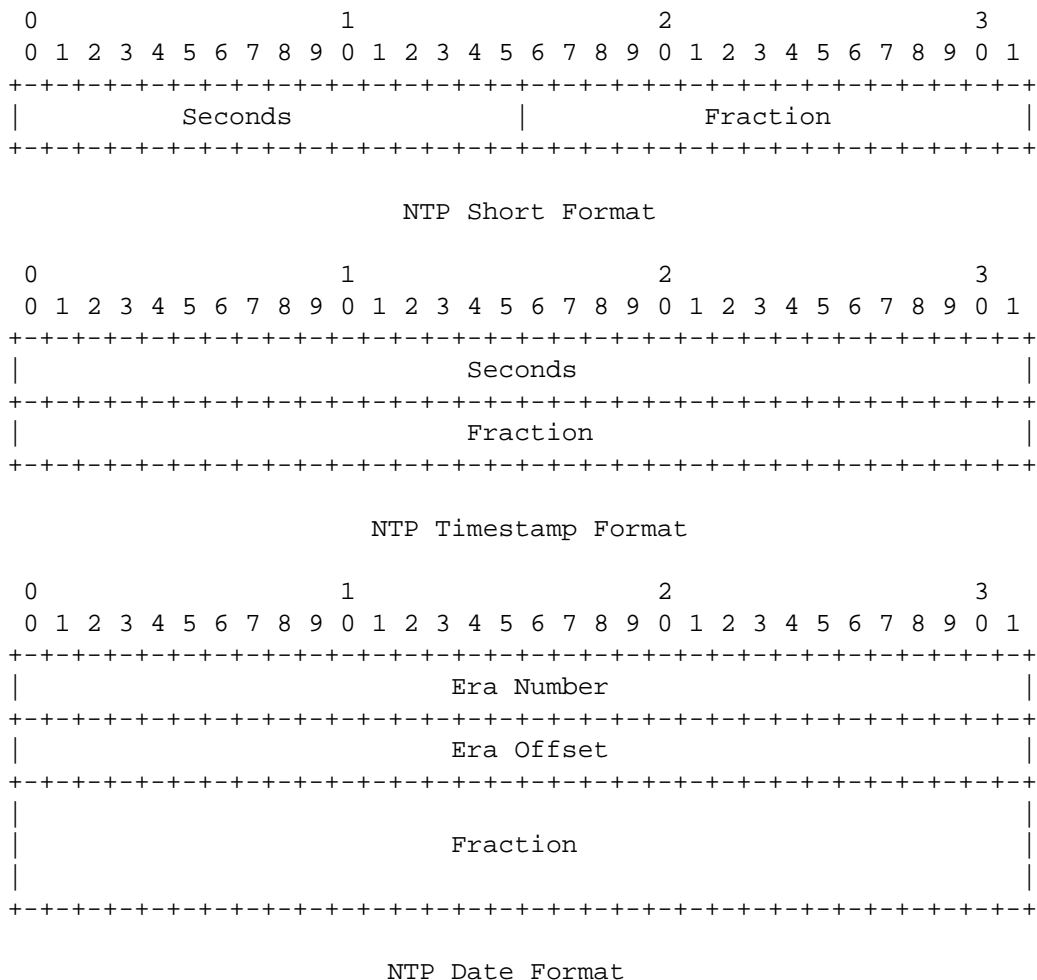 0                   1                   2                   3
 0 1 2 3 4 5 6 7 8 9 0 1 2 3 4 5 6 7 8 9 0 1 2 3 4 5 6 7 8 9 0 1
+-+-+-+-+-+-+-+-+-+-+-+-+-+-+-+-+-+-+-+-+-+-+-+-+-+-+-+-+-+-+-+-+
|          Seconds              |           Fraction            |
+-+-+-+-+-+-+-+-+-+-+-+-+-+-+-+-+-+-+-+-+-+-+-+-+-+-+-+-+-+-+-+-+
                         NTP Short Format
 0                   1                   2                   3
 0 1 2 3 4 5 6 7 8 9 0 1 2 3 4 5 6 7 8 9 0 1 2 3 4 5 6 7 8 9 0 1
+-+-+-+-+-+-+-+-+-+-+-+-+-+-+-+-+-+-+-+-+-+-+-+-+-+-+-+-+-+-+-+-+
|                            Seconds                            |
+-+-+-+-+-+-+-+-+-+-+-+-+-+-+-+-+-+-+-+-+-+-+-+-+-+-+-+-+-+-+-+-+
|                            Fraction                           |
+-+-+-+-+-+-+-+-+-+-+-+-+-+-+-+-+-+-+-+-+-+-+-+-+-+-+-+-+-+-+-+-+
                       NTP Timestamp Format
 0                   1                   2                   3
 0 1 2 3 4 5 6 7 8 9 0 1 2 3 4 5 6 7 8 9 0 1 2 3 4 5 6 7 8 9 0 1
+-+-+-+-+-+-+-+-+-+-+-+-+-+-+-+-+-+-+-+-+-+-+-+-+-+-+-+-+-+-+-+-+
|                           Era Number                          |
+-+-+-+-+-+-+-+-+-+-+-+-+-+-+-+-+-+-+-+-+-+-+-+-+-+-+-+-+-+-+-+-+
|                           Era Offset                          |
+-+-+-+-+-+-+-+-+-+-+-+-+-+-+-+-+-+-+-+-+-+-+-+-+-+-+-+-+-+-+-+-+
|                                                               |
|                           Fraction                            |
|                                                               |
+-+-+-+-+-+-+-+-+-+-+-+-+-+-+-+-+-+-+-+-+-+-+-+-+-+-+-+-+-+-+-+-+
                        NTP Date Format